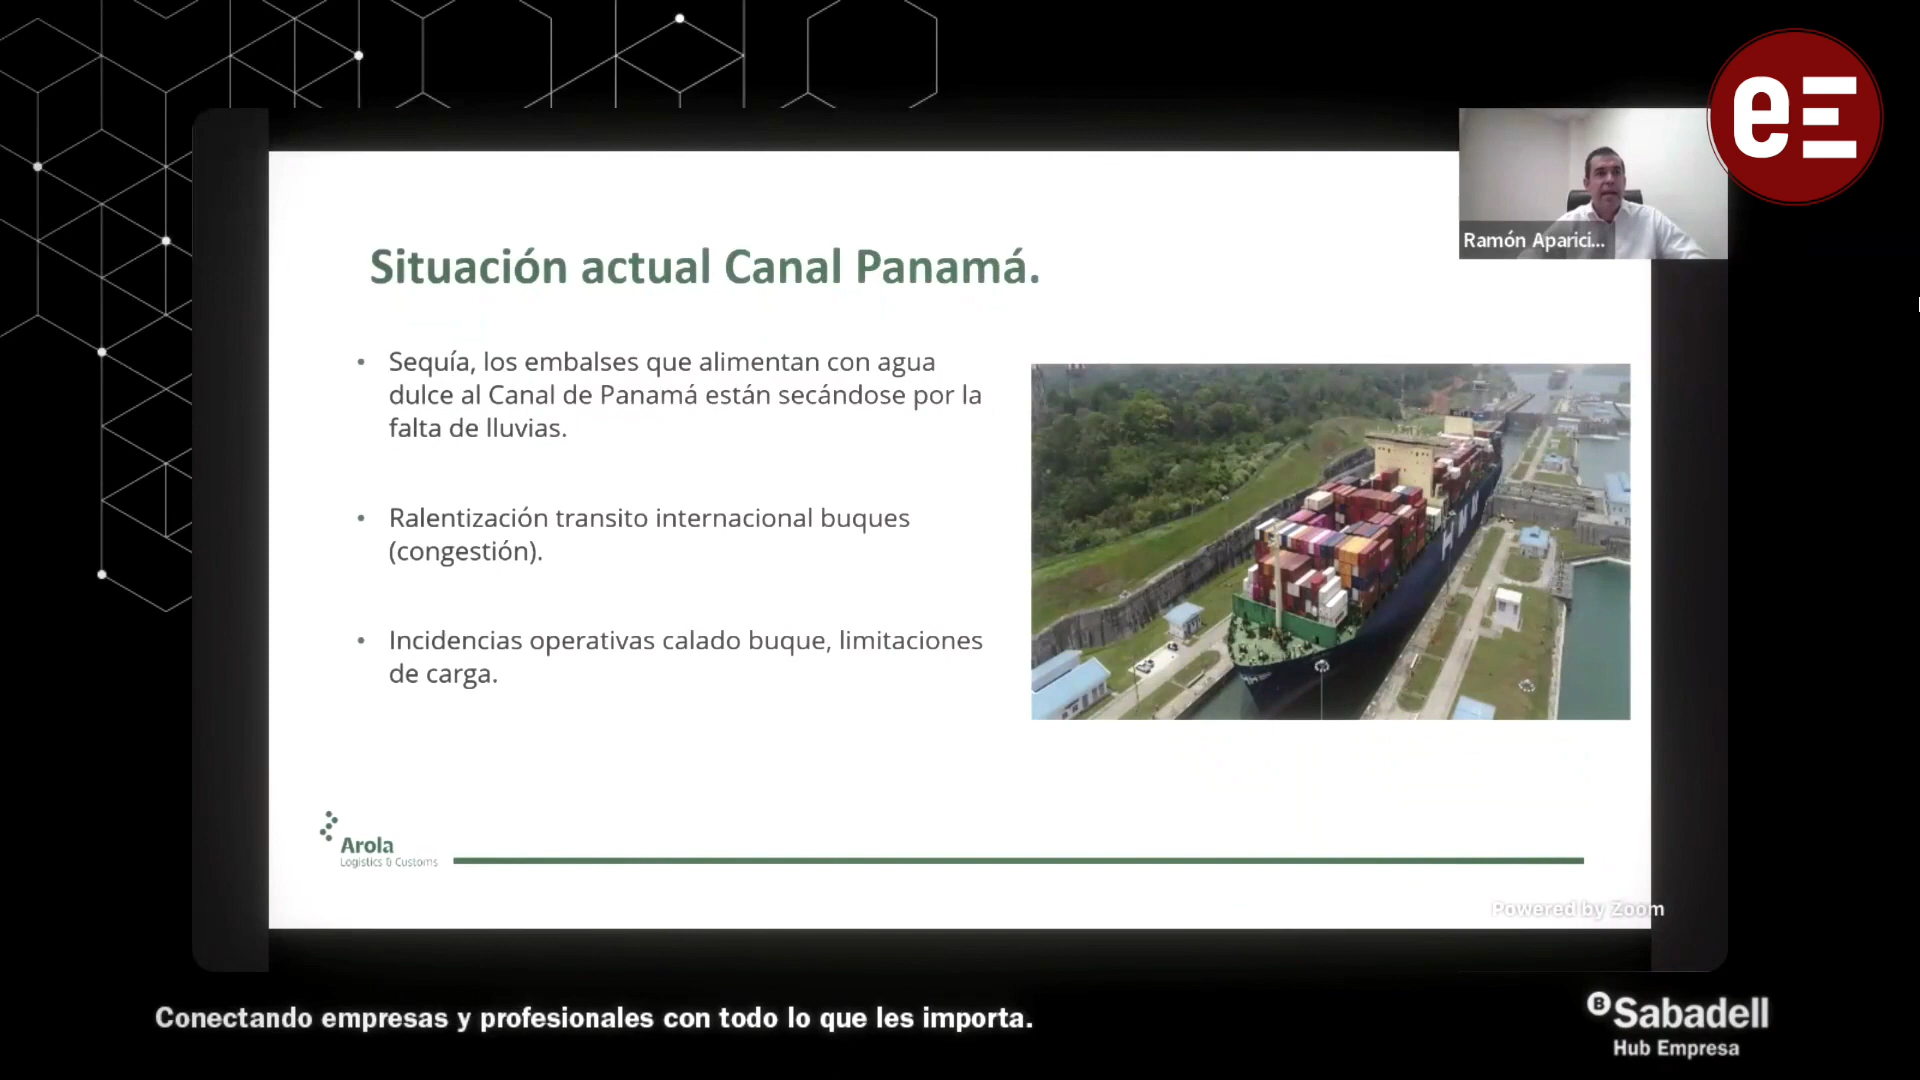 eE
Ramón Aparici...
Situación actual Canal Panamá.
• Sequía, los embalses que alimentan con agua
dulce al Canal de Panamá están secándose por la
falta de lluvias.
• Ralentización transito internacional buques
(congestión).
• Incidencias operativas calado buque, limitaciones
de carga.
HMM
Arola
Logistics & Customs
Powered by Zoom
Conectando empresas y profesionales con todo lo que les importa.
B Sabadell
Hub Empresa